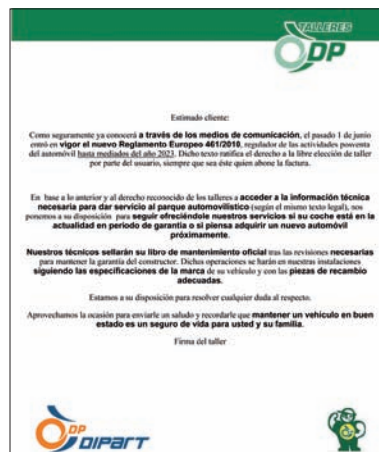 TALLERES
DP
Estimado cliente:
Como seguramente ya conocerá a través de los medios de comunicación, el pasado 1 de junio
entró en vigor el nuevo Reglamento Europeo 461/2010, regulador de las actividades posventa
del automóvil hasta mediados del año 2023. Dicho texto ratifica el derecho a la libre elección de taller
por parte del usuario, siempre que sea éste quien abone la factura.
En base a lo anterior y al derecho reconocido de los talleres a acceder a la información técnica
necesaria para dar servicio al parque automovilístico (según el mismo texto legal), nos
ponemos a su disposición para seguir ofreciéndole nuestros servicios si su coche está en la
actualidad en periodo de garantía o si piensa adquirir un nuevo automóvil
próximamente.
Nuestros técnicos sellarán su libro de mantenimiento oficial tras las revisiones necesarias
para mantener la garantía del constructor. Dichas operaciones se harán en nuestras instalaciones
siguiendo las especificaciones de la marca de su vehículo y con las piezas de recambio
adecuadas.
Estamos a su disposición para resolver cualquier duda al respecto.
Aprovechamos la ocasión para enviarle un saludo y recordarle que mantener un vehículo en buen
estado es un seguro de vida para usted y su familia.
Firma del taller
DP
DIPART